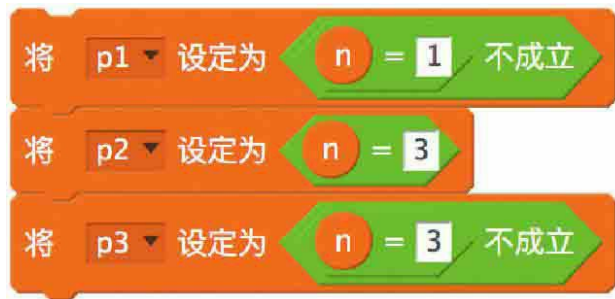 将 p1 设定为 n = 1 不成立
将 p2 设定为 n = 3
将 p3 设定为 n = 3 不成立